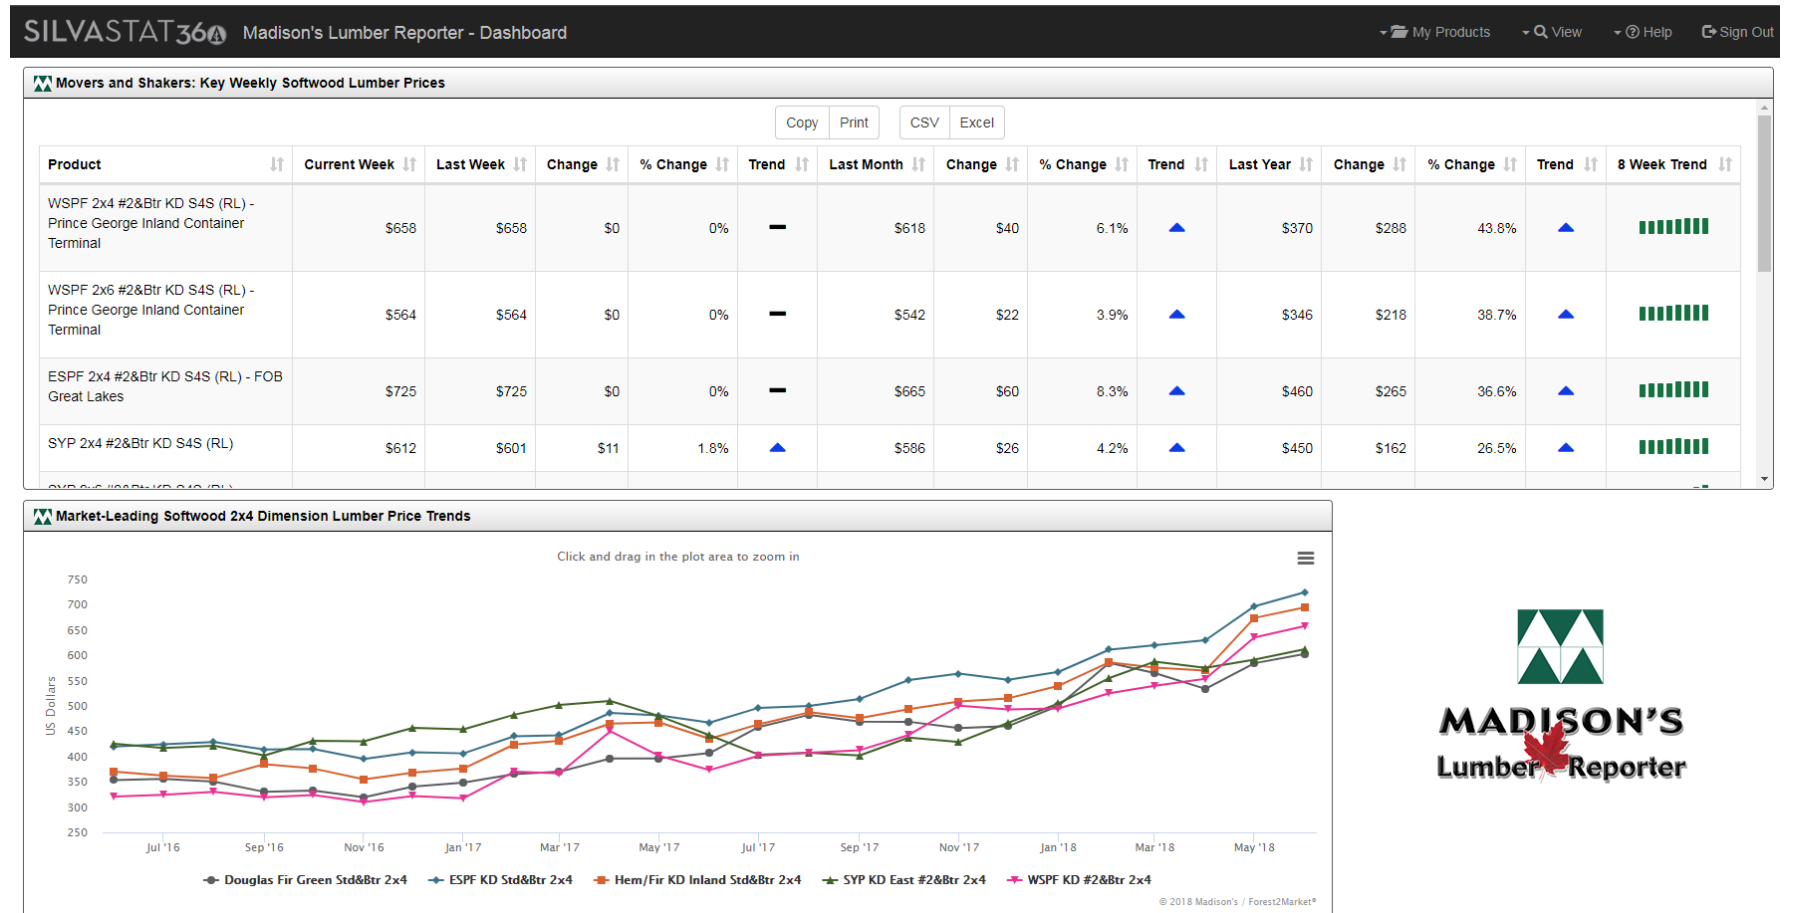 SILVASTAT360 Madison's Lumber Reporter - Dashboard My Products View Help Sign Out
Movers and Shakers: Key Weekly Softwood Lumber Prices
Copy Print CSV Excel
Product Current Week Last Week Change % Change Trend Last Month Change % Change Trend Last Year Change % Change Trend 8 Week Trend
WSPF 2x4 #2&Btr KD S4S (RL) -
Prince George Inland Container
Terminal
$658 $658 $0 0% $618 $40 6.1% $370 $288 43.8%
WSPF 2x6 #2&Btr KD S4S (RL) -
Prince George Inland Container
Terminal
$564 $564 $0 0% $542 $22 3.9% $346 $218 38.7%
ESPF 2x4 #2&Btr KD S4S (RL) - FOB
Great Lakes
$725 $725 $0 0% $665 $60 8.3% $460 $265 36.6%
SYP 2x4 #2&Btr KD S4S (RL) $612 $601 $11 1.8% $586 $26 4.2% $450 $162 26.5%
Market-Leading Softwood 2x4 Dimension Lumber Price Trends
Click and drag in the plot area to zoom in
US Dollars
750
700
650
600
550
500
450
400
350
300
250
Jul '16 Sep '16 Nov '16 Jan '17 Mar '17 May '17 Jul '17 Sep '17 Nov '17 Jan '18 Mar '18 May '18
Douglas Fir Green Std&Btr 2x4 ESPF KD Std&Btr 2x4 Hem/Fir KD Inland Std&Btr 2x4 SYP KD East #2&Btr 2x4 WSPF KD #2&Btr 2x4
© 2018 Madison's / Forest2Market®
MADISON'S
Lumber Reporter